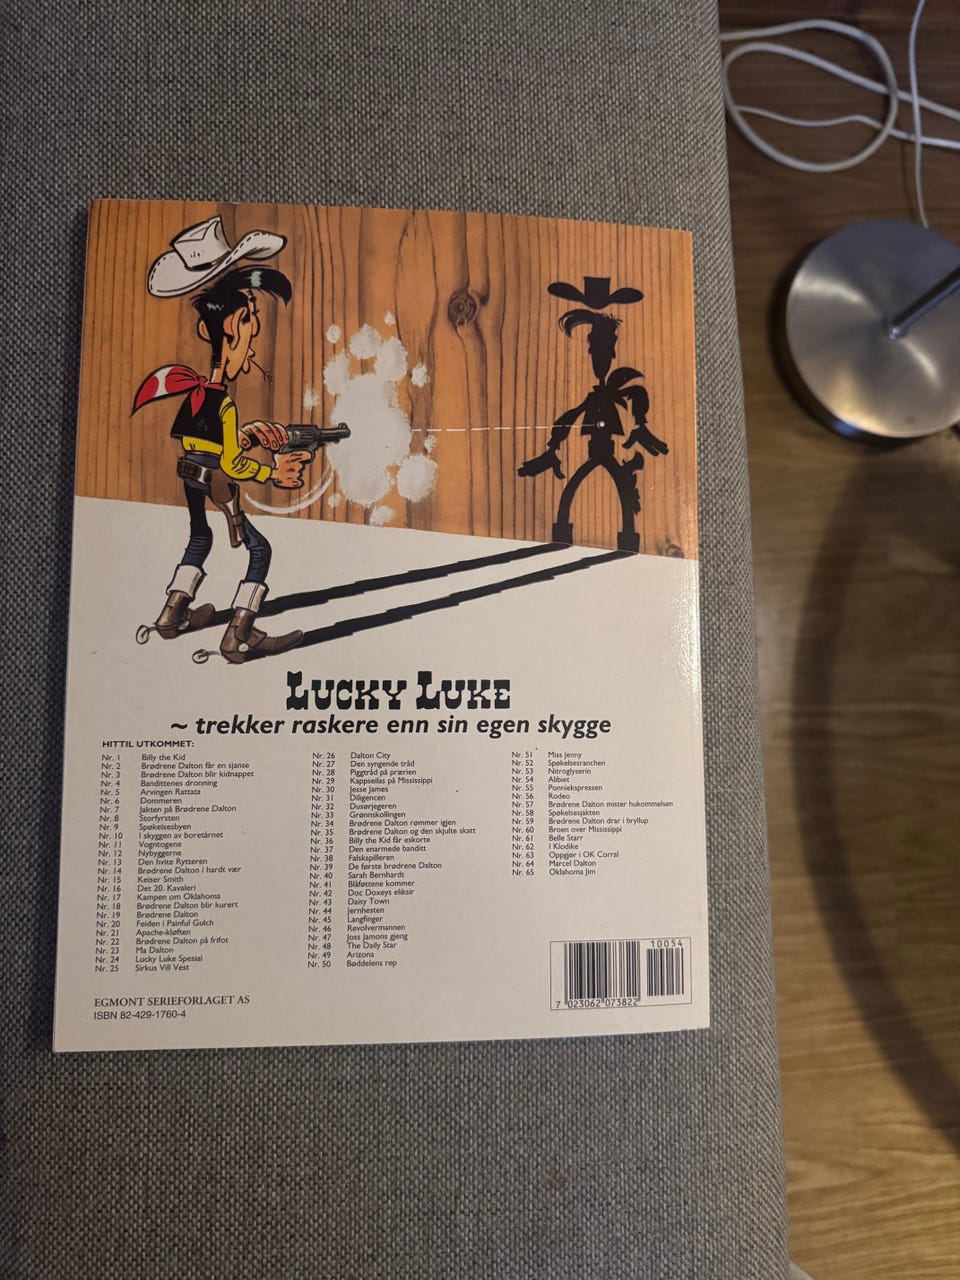 LUCKY LUKE
~ trekker raskere enn sin egen skygge
HITTIL UTKOMMET:
Nr. 1 Billy the Kid
Nr. 2 Brødrene Dalton får en sjanse
Nr. 3 Brødrene Dalton blir kidnappet
Nr. 4 Bandittenes dronning
Nr. 5 Arvingen Rattata
Nr. 6 Dommeren
Nr. 7 Jakten på Brødrene Dalton
Nr. 8 Storfyrsten
Nr. 9 Spøkelsesbyen
Nr. 10 I skyggen av boretårnet
Nr. 11 Vogntogene
Nr. 12 Nybyggerne
Nr. 13 Den hvite Rytteren
Nr. 14 Brødrene Dalton i hardt vær
Nr. 15 Keiser Smith
Nr. 16 Det 20. Kavaleri
Nr. 17 Kampen om Oklahoma
Nr. 18 Brødrene Dalton blir kurert
Nr. 19 Brødrene Dalton
Nr. 20 Feiden i Painful Gulch
Nr. 21 Apache-kløften
Nr. 22 Brødrene Dalton på frifot
Nr. 23 Ma Dalton
Nr. 24 Lucky Luke Spesial
Nr. 25 Sirkus Vill Vest
Nr. 26 Dalton City
Nr. 27 Den syngende tråd
Nr. 28 Piggtråd på prærien
Nr. 29 Kappseilas på Mississippi
Nr. 30 Jesse James
Nr. 31 Diligencen
Nr. 32 Dusørjegeren
Nr. 33 Grønnskollingen
Nr. 34 Brødrene Dalton rømmer igjen
Nr. 35 Brødrene Dalton og den skjulte skatt
Nr. 36 Billy the Kid får eskorte
Nr. 37 Den enarmede banditt
Nr. 38 Falskspilleren
Nr. 39 De første brødrene Dalton
Nr. 40 Sarah Bernhardt
Nr. 41 Blåføttene kommer
Nr. 42 Doc Doxeys eliksir
Nr. 43 Daisy Town
Nr. 44 Jernhesten
Nr. 45 Langfinger
Nr. 46 Revolvermannen
Nr. 47 Joss Jamons gjeng
Nr. 48 The Daily Star
Nr. 49 Arizona
Nr. 50 Bøddelens rep
Nr. 51 Miss Jenny
Nr. 52 Spøkelsesranchen
Nr. 53 Nitroglyserin
Nr. 54 Alibiet
Nr. 55 Ponniekspressen
Nr. 56 Rodeo
Nr. 57 Brødrene Dalton mister hukommelsen
Nr. 58 Spøkelsesjakten
Nr. 59 Brødrene Dalton drar i bryllup
Nr. 60 Broen over Mississippi
Nr. 61 Belle Starr
Nr. 62 I Klodike
Nr. 63 Oppgjør i OK Corral
Nr. 64 Marcel Dalton
Nr. 65 Oklahoma Jim
EGMONT SERIEFORLAGET AS
ISBN 82-429-1760-4
10054
7 023062 073822